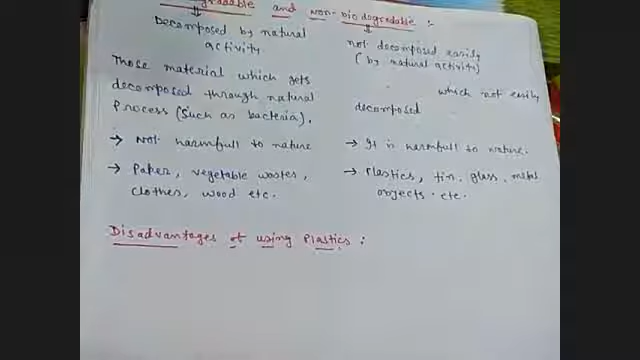 gradable and non-biodegradable :
Decomposed by natural
activity
not decomposed easily
(by natural activity)
Those material which gets
decomposed through natural
Process (Such as bacteria).
which not easily
decomposed
→ Not harmful to nature
→ It is harmfull to nature.
→ Paper, vegetable wastes,
clothes, wood etc.
→ Plastics, tin, glass, metal
objects. etc.
Disadvantages of using Plastics :